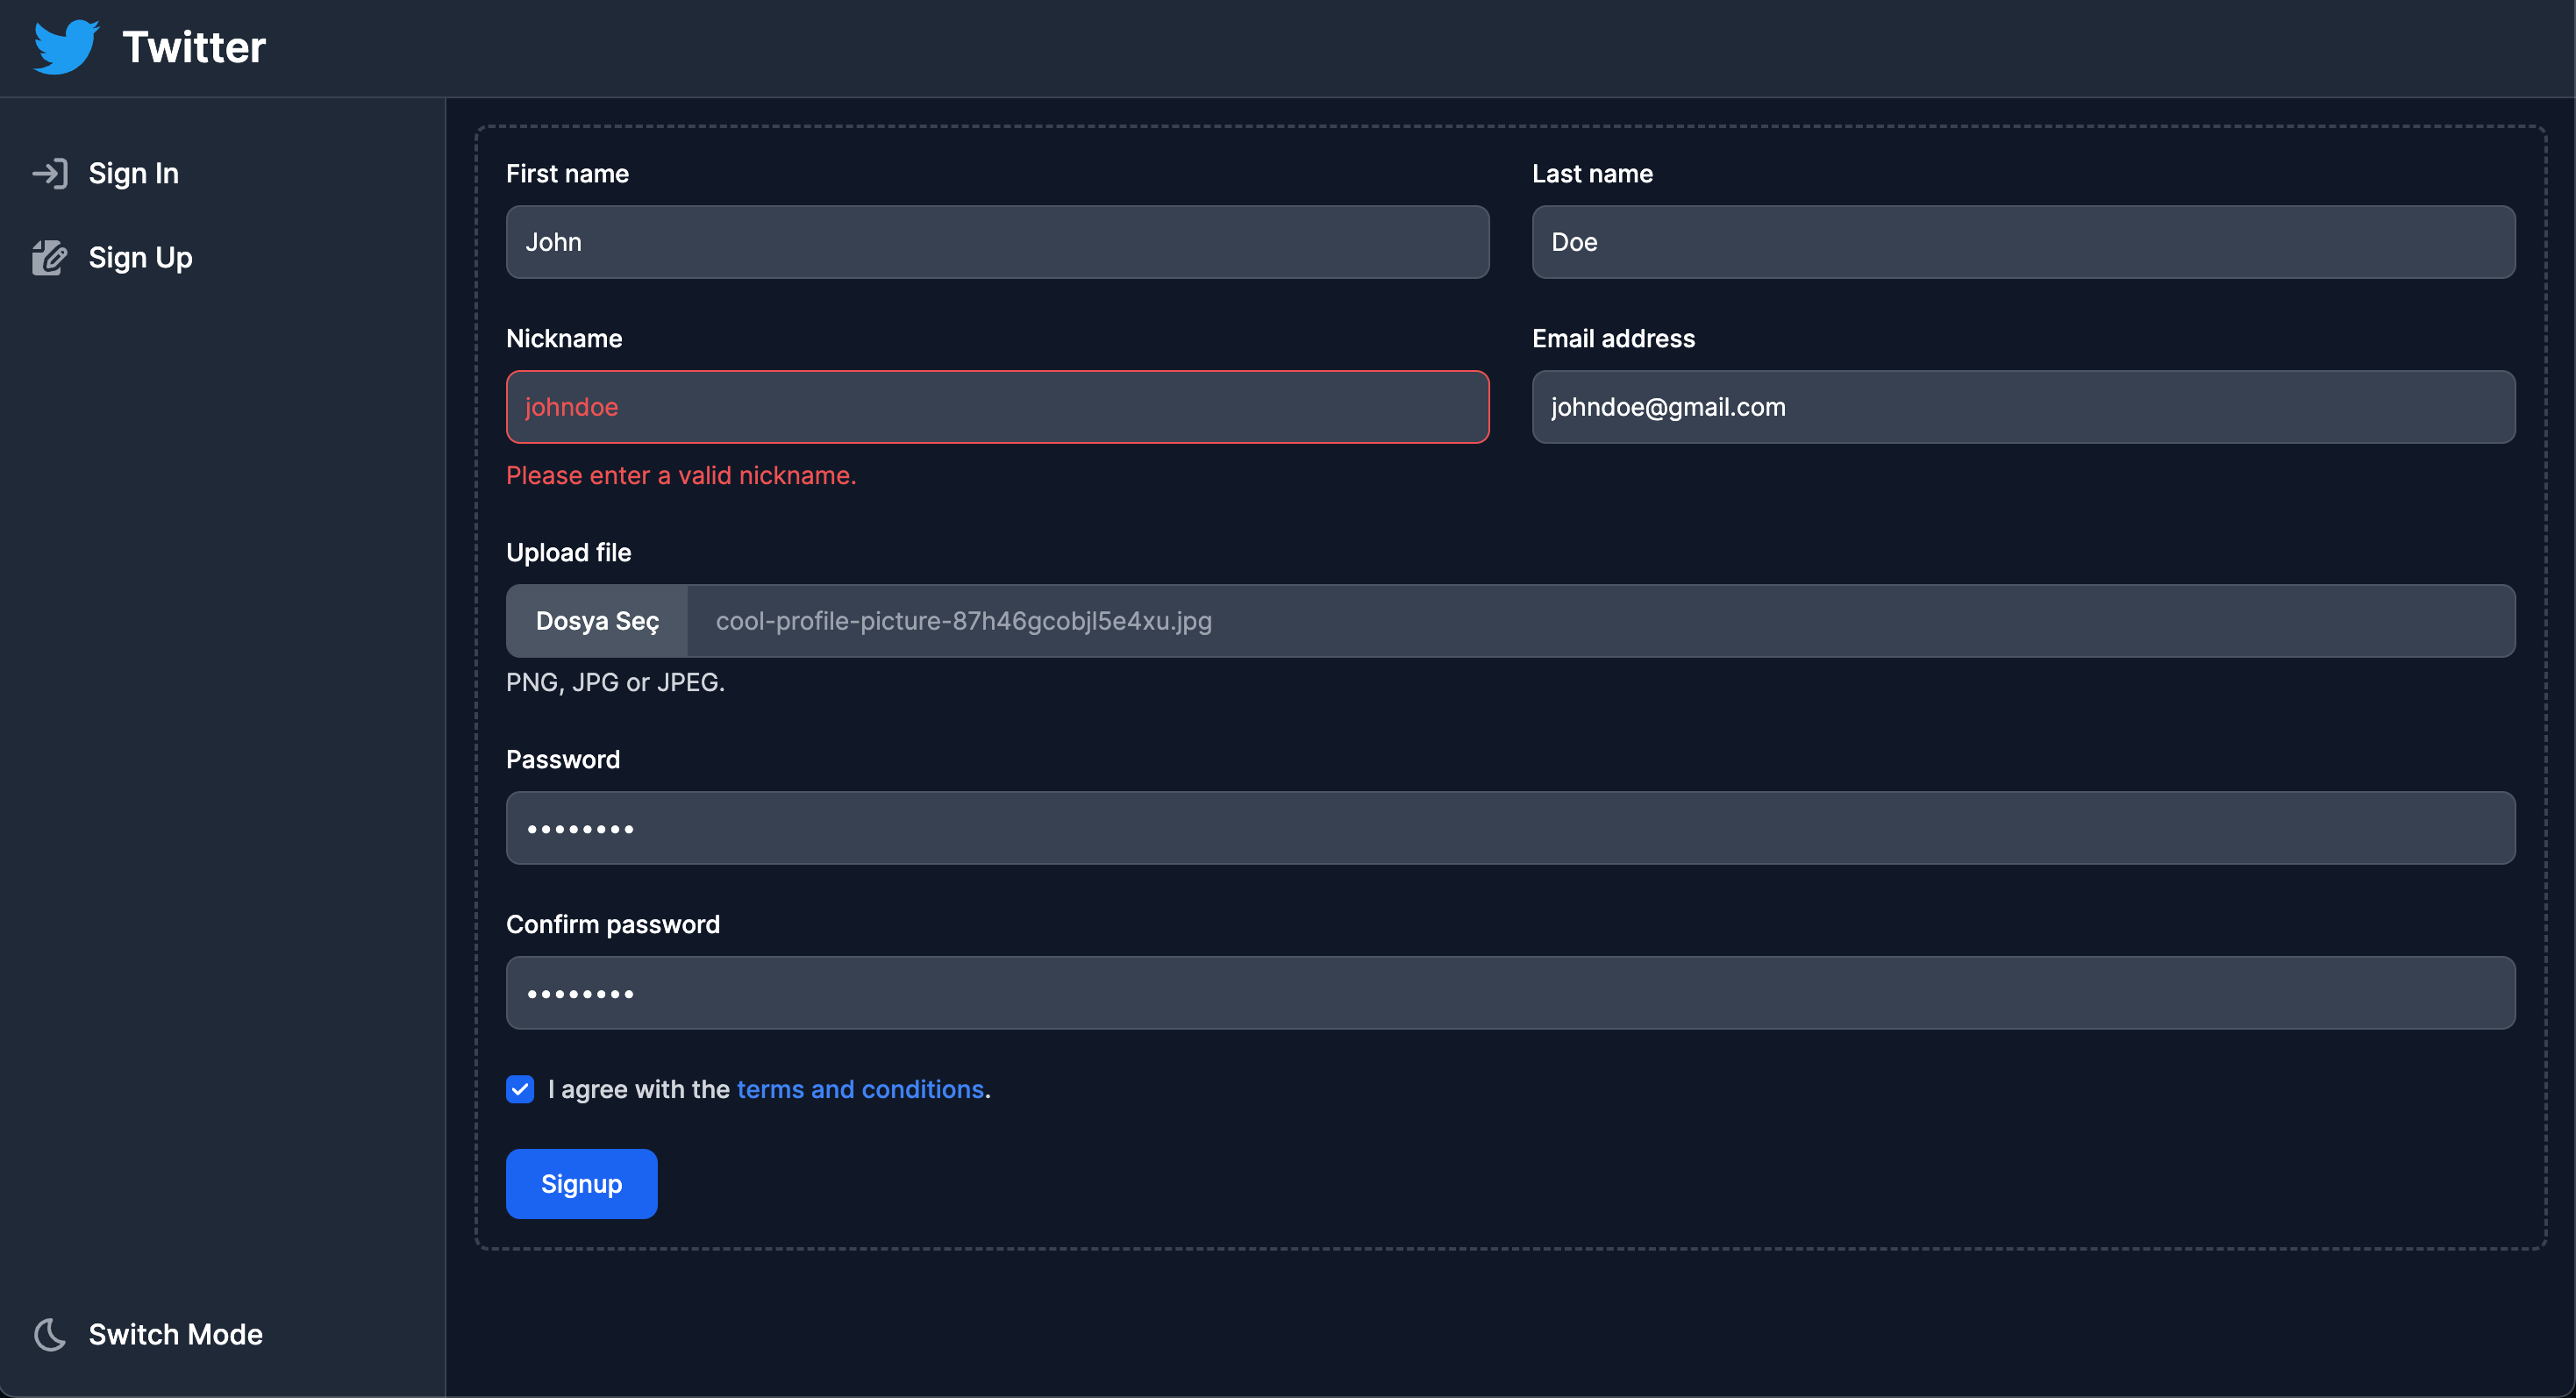 Twitter
Sign In
Sign Up
First name
Last name
John
Doe
Nickname
Email address
johndoe
johndoe@gmail.com
Please enter a valid nickname.
Upload file
Dosya Seç
cool-profile-picture-87h46gcobjl5e4xu.jpg
PNG, JPG or JPEG.
Password
••••••••
Confirm password
••••••••
I agree with the terms and conditions.
Signup
Switch Mode